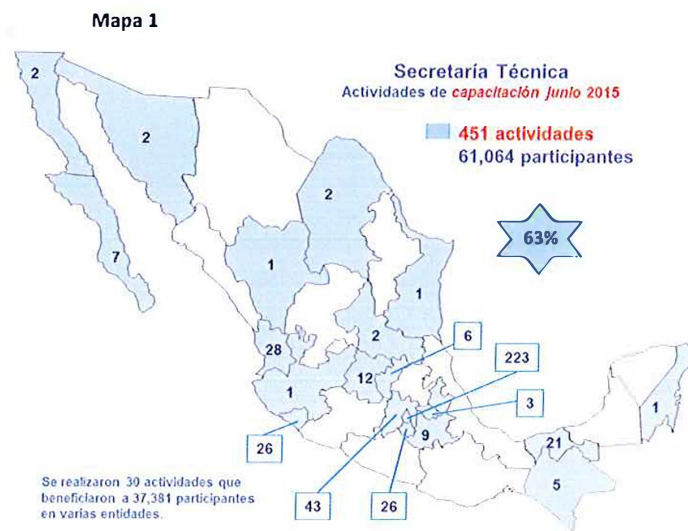 Mapa 1
Secretaría Técnica
Actividades de capacitación junio 2015
451 actividades
61,064 participantes
63%
2
2
2
7
1
1
2
6
28
223
12
1
3
1
9
21
26
5
43
26
Se realizaron 30 actividades que
beneficiaron a 37,381 participantes
en varias entidades.